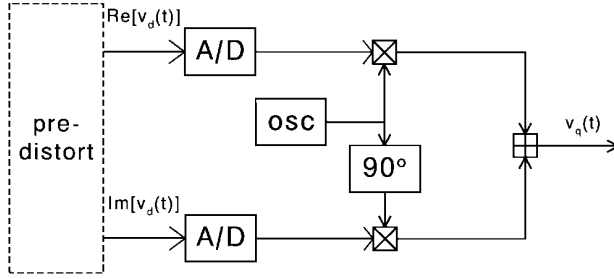 Re[v_d(t)]
A/D
osc
pre-
distort
90°
v_q(t)
Im[v_d(t)]
A/D